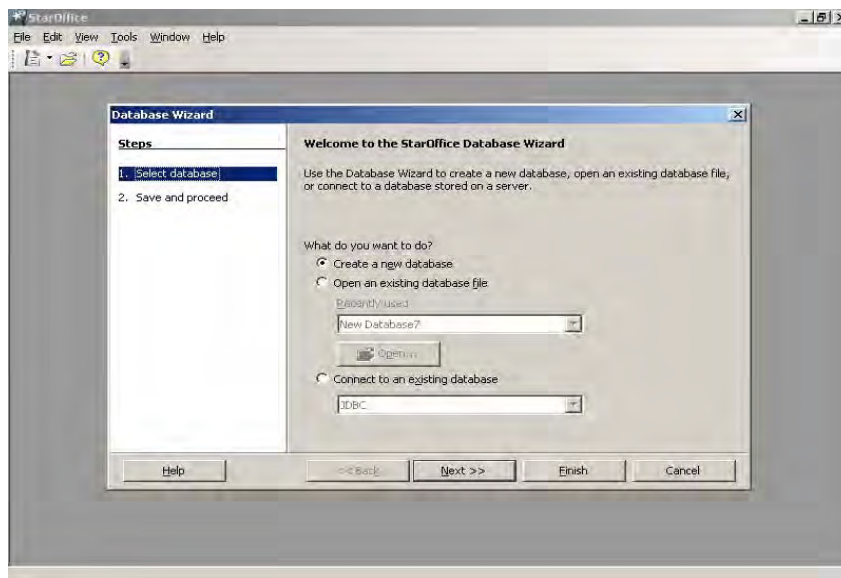 StarOffice
File Edit View Tools Window Help
Database Wizard
Steps
1. Select database
2. Save and proceed
Welcome to the StarOffice Database Wizard
Use the Database Wizard to create a new database, open an existing database file,
or connect to a database stored on a server.
What do you want to do?
Create a new database
Open an existing database file
Recently used
New Database7
Open...
Connect to an existing database
JDBC
Help
<< Back
Next >>
Finish
Cancel